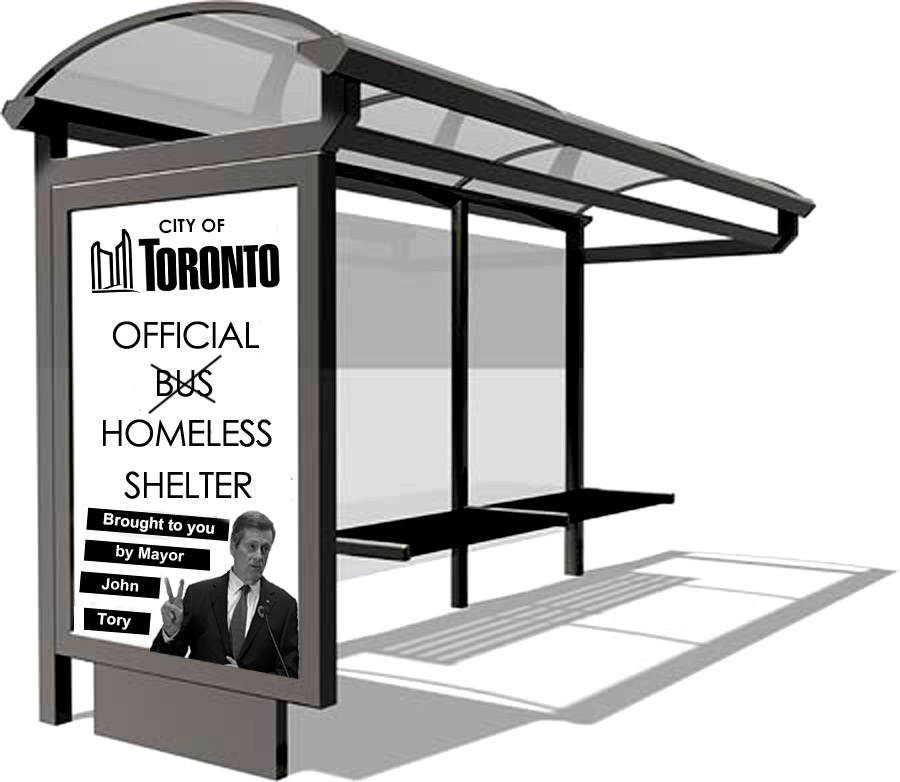 CITY OF
TORONTO
OFFICIAL
BUS
HOMELESS
SHELTER
Brought to you
by Mayor
John
Tory